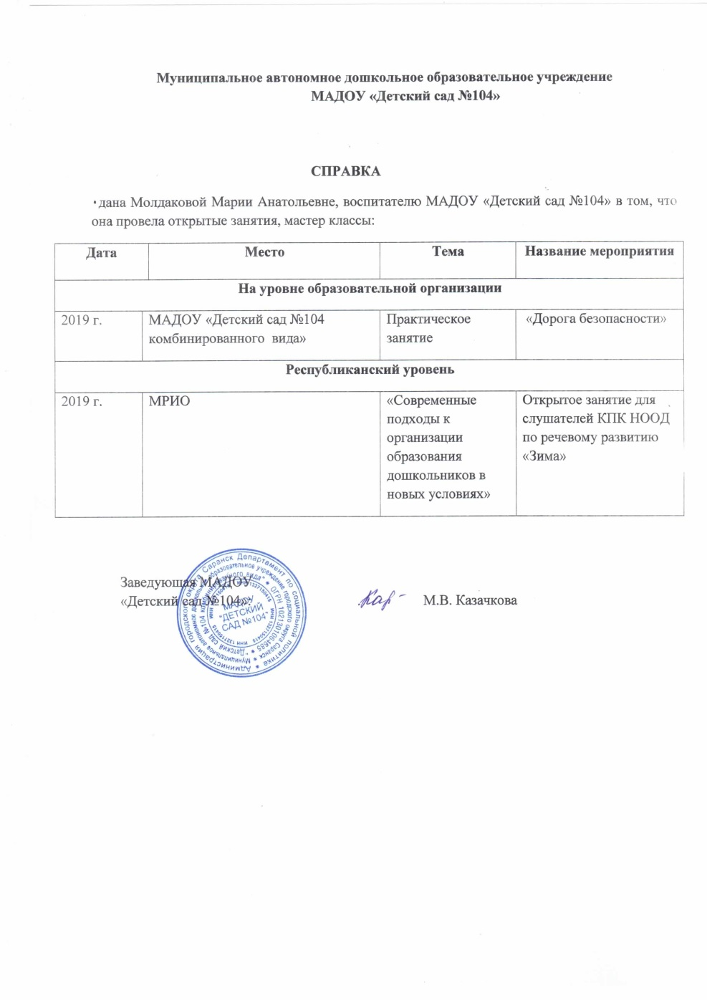 Муниципальное автономное дошкольное образовательное учреждение
МАДОУ «Детский сад №104»
СПРАВКА
дана Молдаковой Марии Анатольевне, воспитателю МАДОУ «Детский сад №104» в том, что
она провела открытые занятия, мастер классы:
Дата Место Тема Название мероприятия
На уровне образовательной организации
2019 г. МАДОУ «Детский сад №104 Практическое «Дорога безопасности»
комбинированного вида» занятие
Республиканский уровень
2019 г. МРИО «Современные Открытое занятие для
подходы к слушателей КПК НООД
организации по речевому развитию
образования «Зима»
дошкольников в
новых условиях»
Заведующая МАДОУ
«Детский сад №104»: М.В. Казачкова
Администрация городского округа Саранск Департамент по социальной политике
МАДОУ
"ДЕТСКИЙ
САД №104"